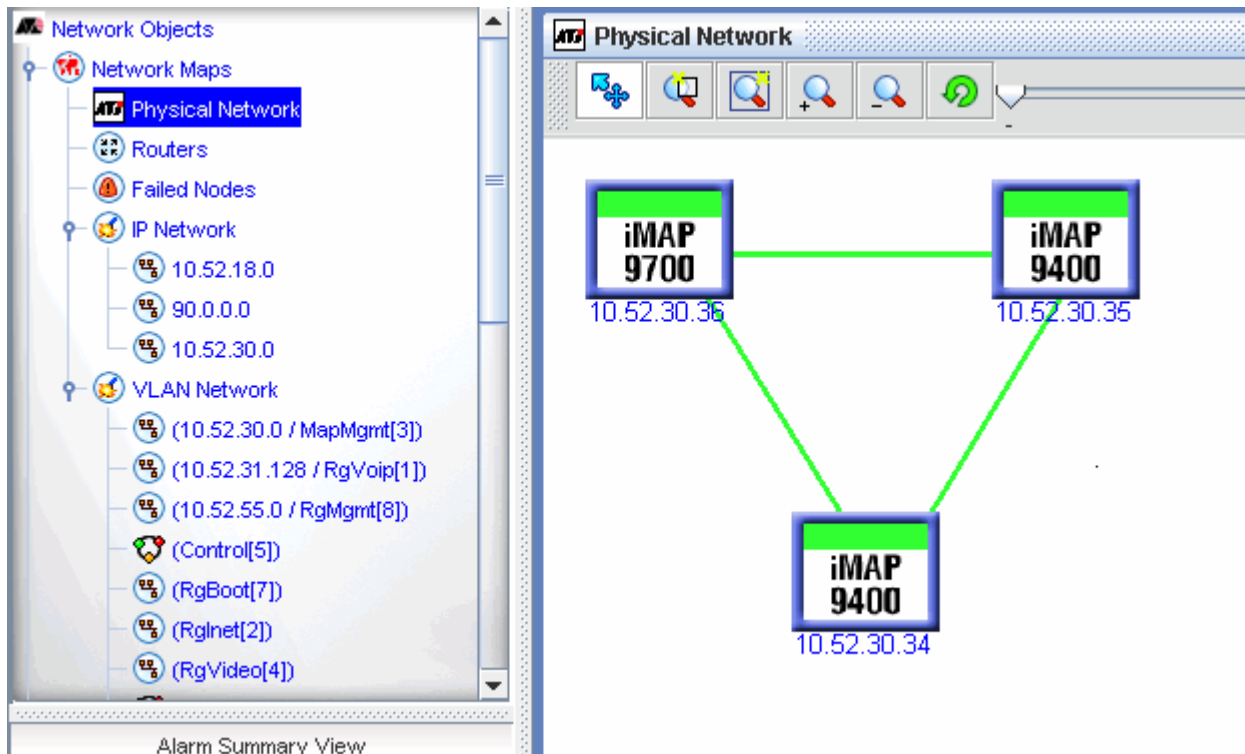 Network Objects
Network Maps
Physical Network
Routers
Failed Nodes
IP Network
10.52.18.0
90.0.0.0
10.52.30.0
VLAN Network
(10.52.30.0 / MapMgmt[3])
(10.52.31.128 / RgVoip[1])
(10.52.55.0 / RgMgmt[8])
(Control[5])
(RgBoot[7])
(RgInet[2])
(RgVideo[4])
Alarm Summary View
Physical Network
iMAP
9700
10.52.30.36
iMAP
9400
10.52.30.35
iMAP
9400
10.52.30.34